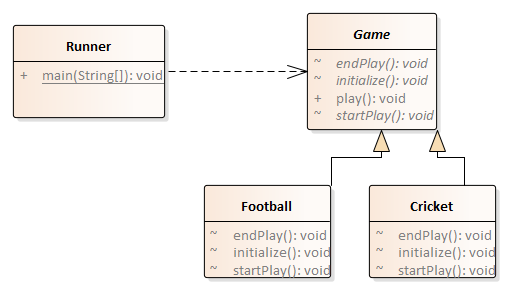 Runner
+ main(String[]): void
Game
~ endPlay(): void
~ initialize(): void
+ play(): void
~ startPlay(): void
Football
~ endPlay(): void
~ initialize(): void
~ startPlay(): void
Cricket
~ endPlay(): void
~ initialize(): void
~ startPlay(): void